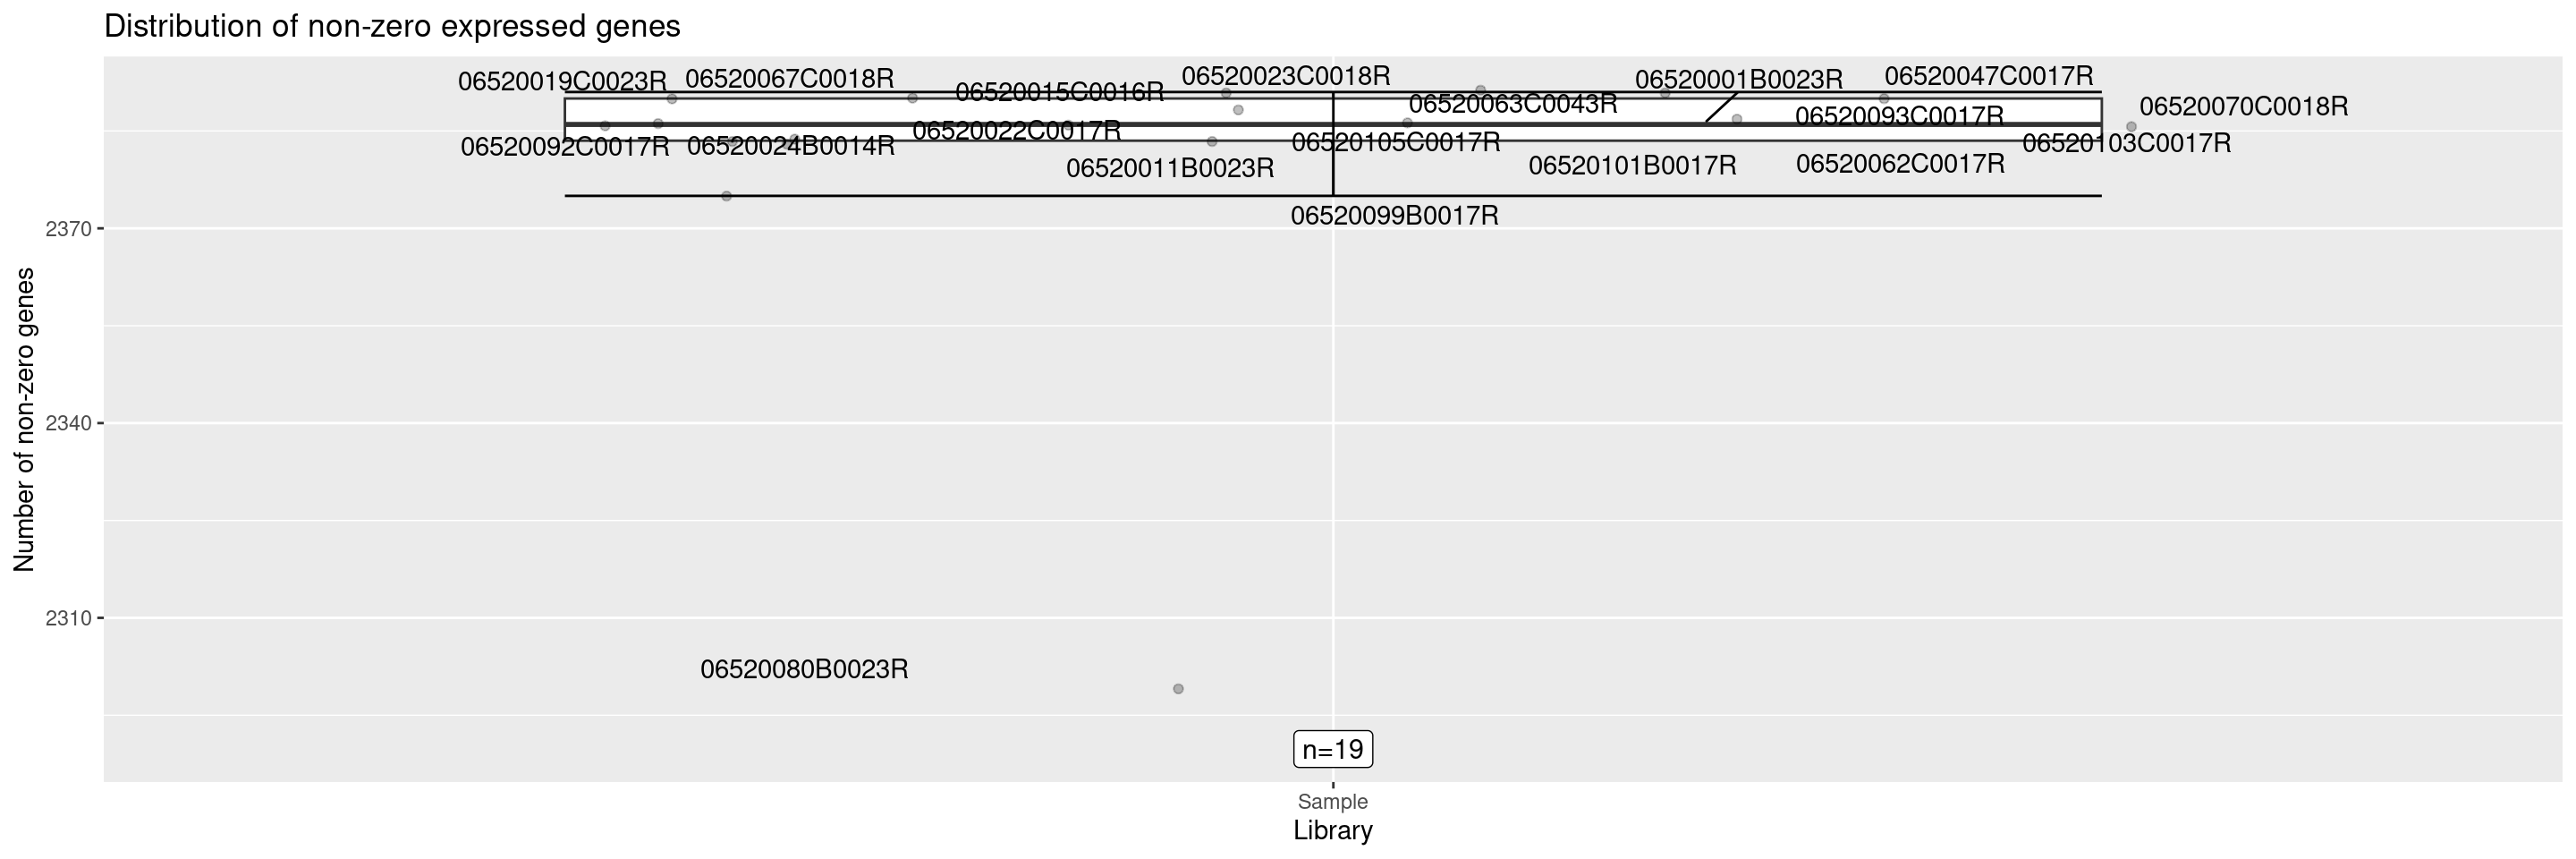 Distribution of non-zero expressed genes
06520019C0023R
06520067C0018R
06520015C0016R
06520023C0018R
06520063C0043R
06520001B0023R
06520047C0017R
06520093C0017R
06520070C0018R
06520092C0017R
06520024B0014R
06520022C0017R
06520011B0023R
06520105C0017R
06520101B0017R
06520062C0017R
06520103C0017R
06520099B0017R
06520080B0023R
n=19
Number of non-zero genes
2370
2340
2310
Sample
Library